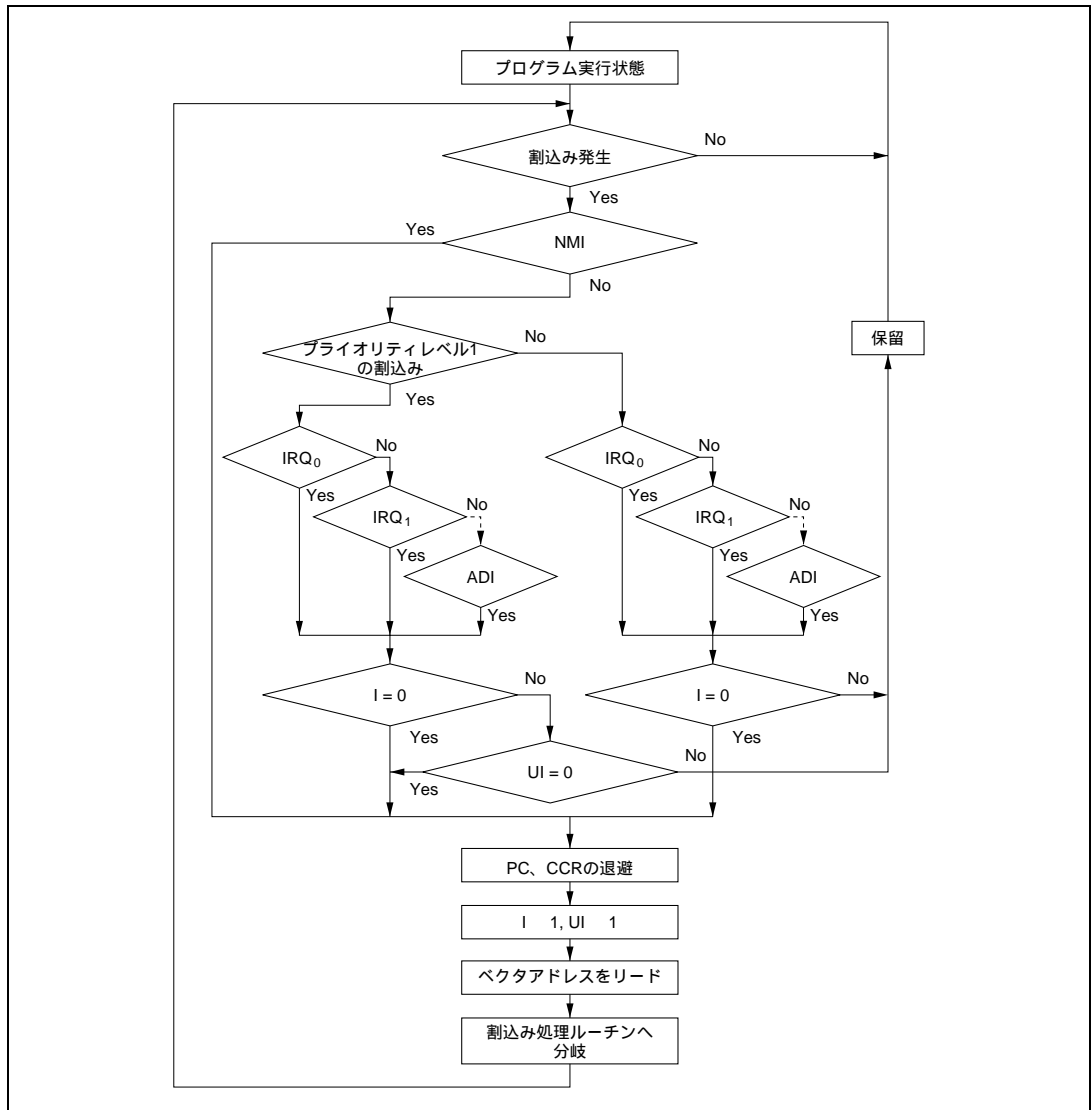 プログラム実行状態
割込み発生
No
Yes
NMI
Yes
No
プライオリティレベル1
の割込み
No
Yes
保留
IRQ0
No
Yes
IRQ1
No
Yes
ADI
Yes
IRQ0
No
Yes
IRQ1
No
Yes
ADI
Yes
I = 0
No
Yes
I = 0
No
Yes
UI = 0
Yes
No
PC、CCRの退避
I 1, UI 1
ベクタアドレスをリード
割込み処理ルーチンへ
分岐